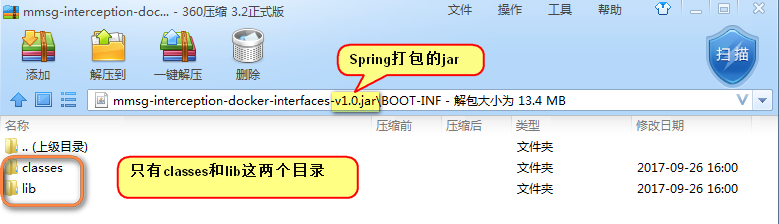 mmsg-interception-docker... - 360压缩 3.2正式版
文件 操作 工具 帮助
添加 解压到 一键解压 删除
扫描
Spring打包的jar
mmsg-interception-docker-interfaces-v1.0.jar\BOOT-INF - 解包大小为 13.4 MB
名称 压缩前 压缩后 类型 修改日期
.. (上级目录) 文件夹
classes 文件夹 2017-09-26 16:00
lib 文件夹 2017-09-26 16:00
只有classes和lib这两个目录